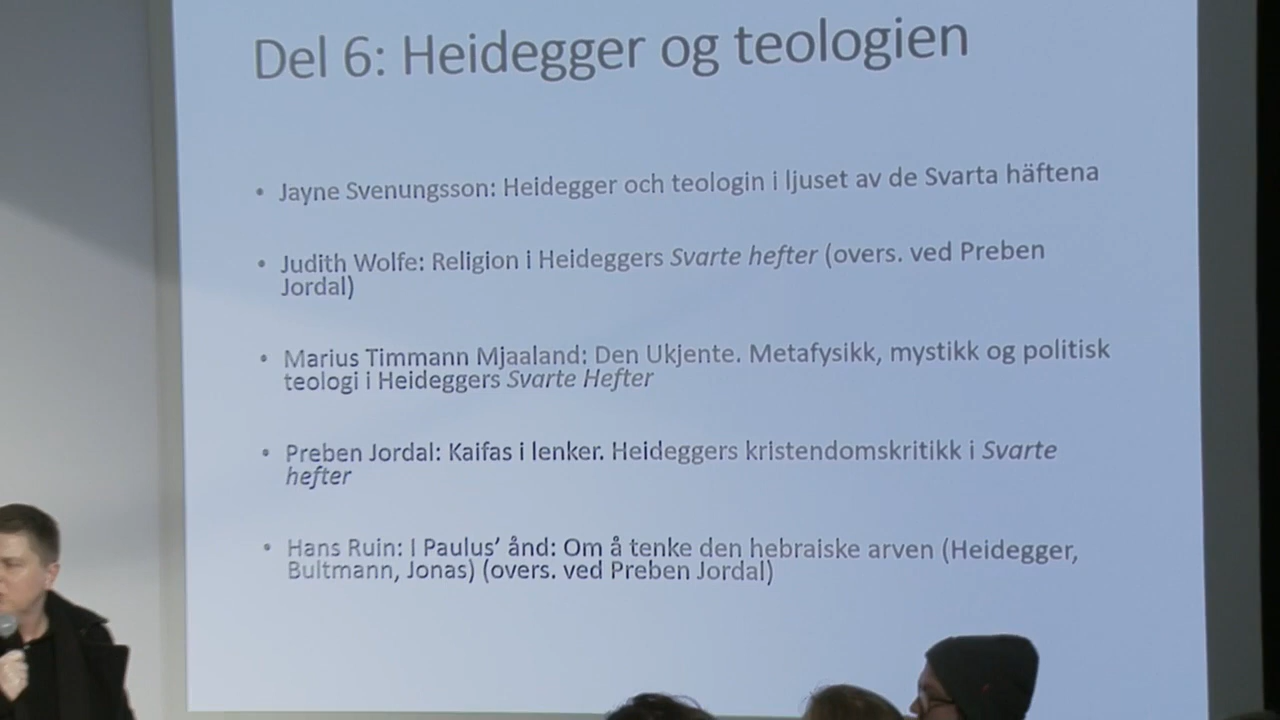 Del 6: Heidegger og teologien
• Jayne Svenungsson: Heidegger och teologin i ljuset av de Svarta häftena
• Judith Wolfe: Religion i Heideggers Svarte hefter (overs. ved Preben
Jordal)
• Marius Timmann Mjaaland: Den Ukjente. Metafysikk, mystikk og politisk
teologi i Heideggers Svarte Hefter
• Preben Jordal: Kaifas i lenker. Heideggers kristendomskritikk i Svarte
hefter
• Hans Ruin: I Paulus’ ånd: Om å tenke den hebraiske arven (Heidegger,
Bultmann, Jonas) (overs. ved Preben Jordal)